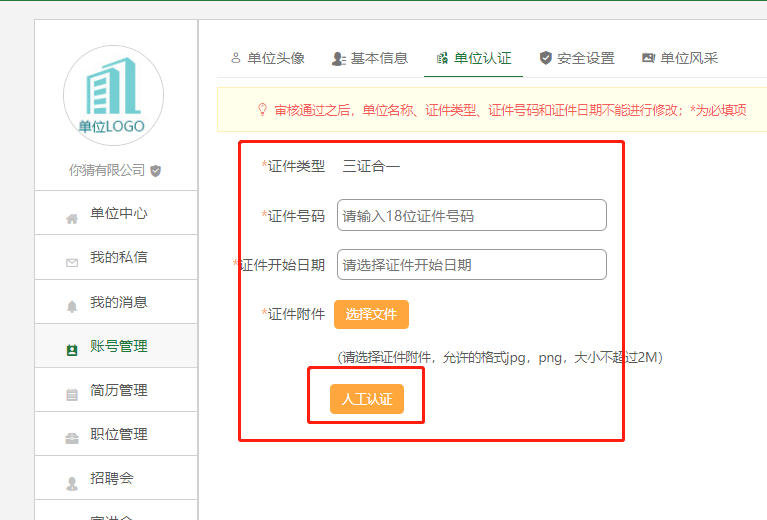 单位LOGO
你猜有限公司
单位中心
我的私信
我的消息
账号管理
简历管理
职位管理
招聘会
宣讲会
单位头像 基本信息 单位认证 安全设置 单位风采
审核通过之后，单位名称、证件类型、证件号码和证件日期不能进行修改；*为必填项
*证件类型 三证合一
*证件号码 请输入18位证件号码
*证件开始日期 请选择证件开始日期
*证件附件 选择文件
(请选择证件附件，允许的格式jpg，png，大小不超过2M)
人工认证